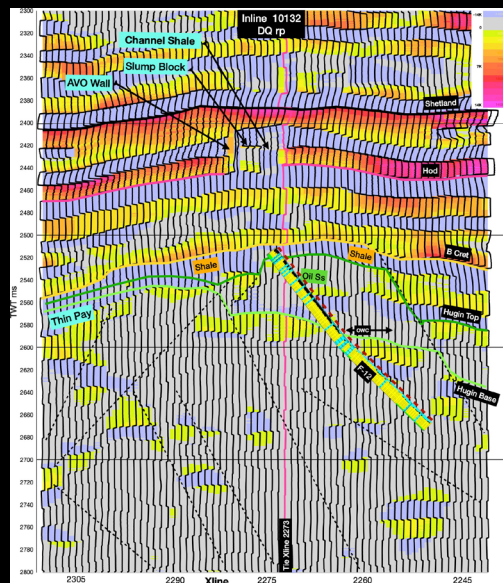 Inline 10132
DQ rp
Channel Shale
Slump Block
AVO Wall
Shetland
Hod
B Cret
Shale
Shale
Oil Ss
Thin Pay
Hugin Top
OWC
F-12
Hugin Base
Tie Xline 2273
TWT ms
2300
2320
2340
2360
2380
2400
2420
2440
2460
2480
2500
2520
2540
2560
2580
2600
2620
2640
2660
2680
2700
2720
2740
2760
2780
2800
2305
2290
Xline
2275
2260
2245